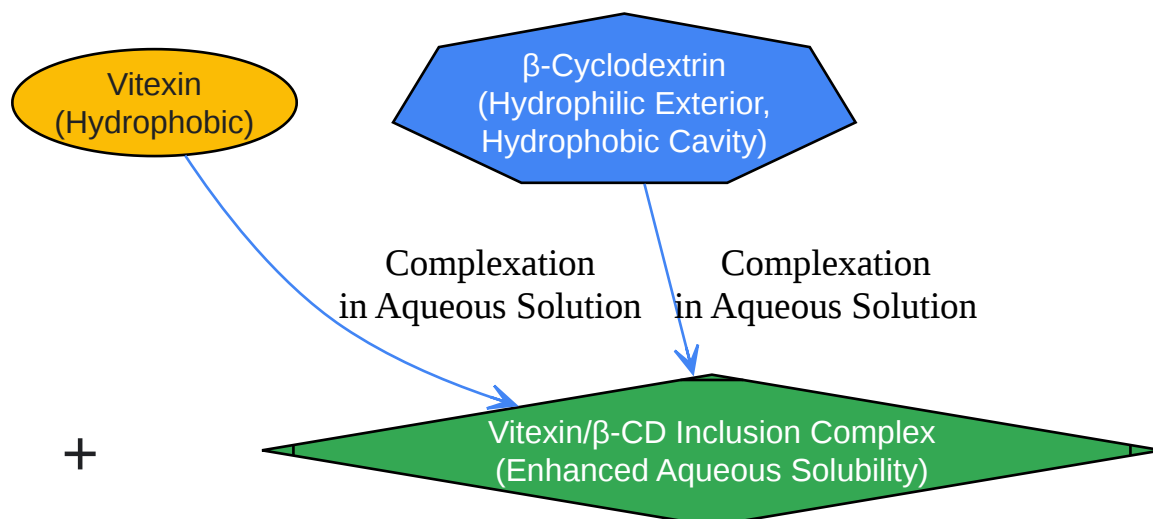 Vitexin
(Hydrophobic)
β-Cyclodextrin
(Hydrophilic Exterior,
Hydrophobic Cavity)
Complexation
in Aqueous Solution
Complexation
in Aqueous Solution
+
Vitexin/β-CD Inclusion Complex
(Enhanced Aqueous Solubility)